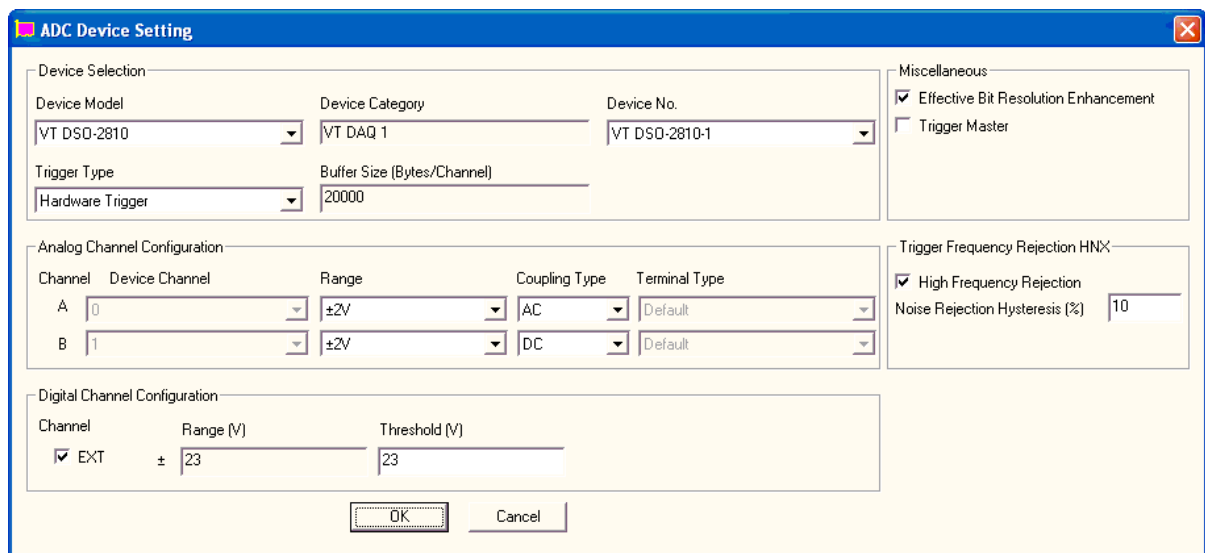 ADC Device Setting
Device Selection
Device Model
Device Category
Device No.
VT DSO-2810
VT DAQ 1
VT DSO-2810-1
Trigger Type
Buffer Size (Bytes/Channel)
Hardware Trigger
20000
Miscellaneous
Effective Bit Resolution Enhancement
Trigger Master
Analog Channel Configuration
Channel Device Channel Range Coupling Type Terminal Type
A 0 ±2V AC Default
B 1 ±2V DC Default
Trigger Frequency Rejection HNX
High Frequency Rejection
Noise Rejection Hysteresis (%) 10
Digital Channel Configuration
Channel Range (V) Threshold (V)
EXT ± 23 23
OK Cancel